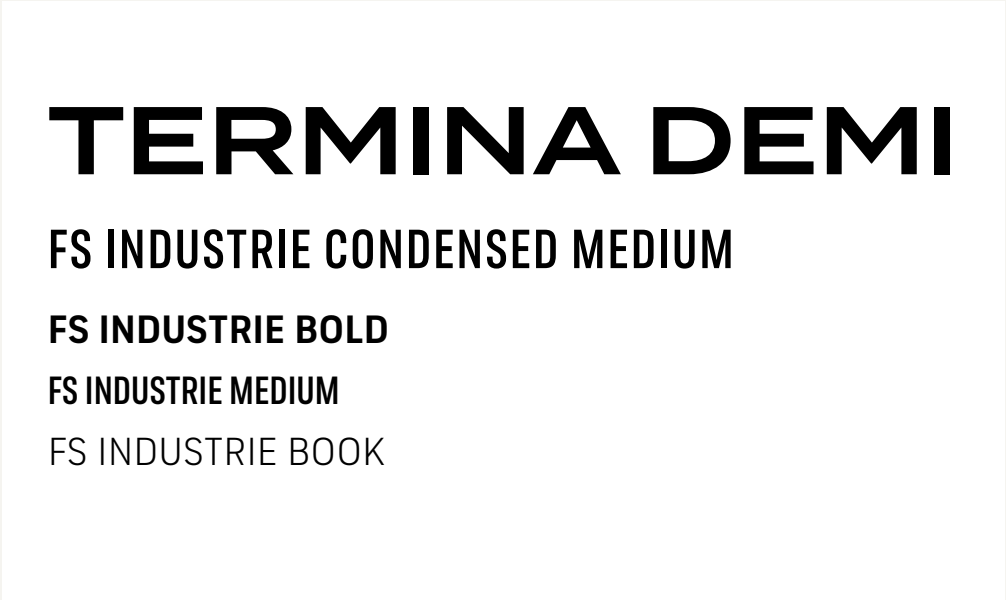 TERMINA DEMI
FS INDUSTRIE CONDENSED MEDIUM
FS INDUSTRIE BOLD
FS INDUSTRIE MEDIUM
FS INDUSTRIE BOOK